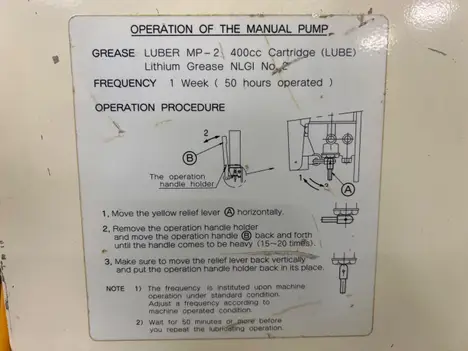 OPERATION OF THE MANUAL PUMP
GREASE LUBER MP-2 400cc Cartridge (LUBE)
Lithium Grease NLGI No. 2
FREQUENCY 1 Week ( 50 hours operated )
OPERATION PROCEDURE
2
B
The operation
handle holder
1
A
1. Move the yellow relief lever A horizontally.
2. Remove the operation handle holder
and move the operation handle B back and forth
until the handle comes to be heavy (15~20 times).
3. Make sure to move the relief lever back vertically
and put the operation handle holder back in its place.
NOTE 1) The frequency is instituted upon machine
operation under standard condition.
Adjust a frequency according to
machine operated condition.
2) Wait for 50 minutes or more before
you repeat the lubricating operation.